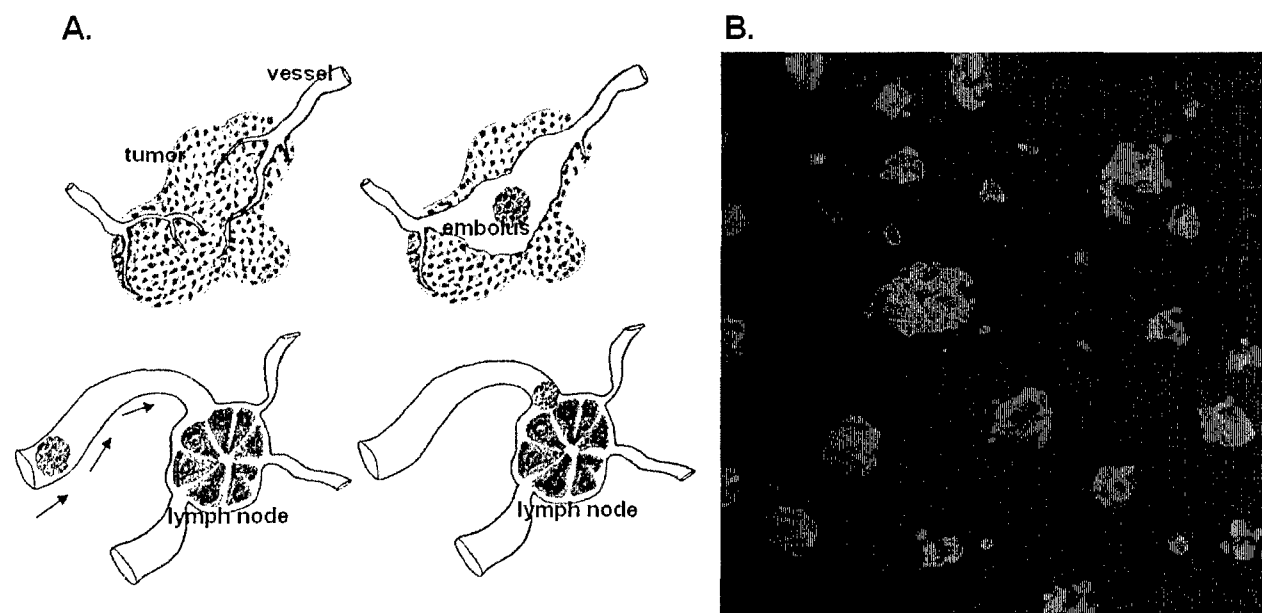 A.
B.
vessel
tumor
embolus
lymph node
lymph node